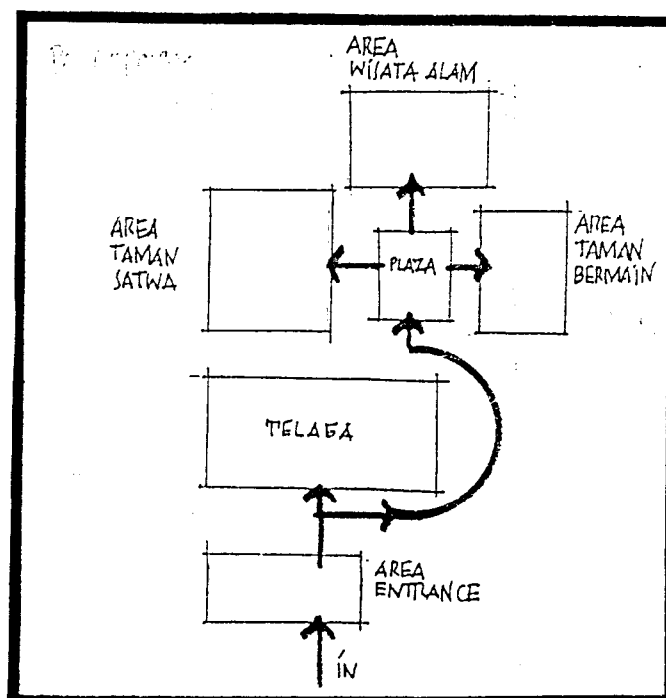 AREA
WISATA ALAM
AREA
TAMAN
SATWA
PLAZA
AREA
TAMAN
BERMAIN
TELAGA
AREA
ENTRANCE
IN